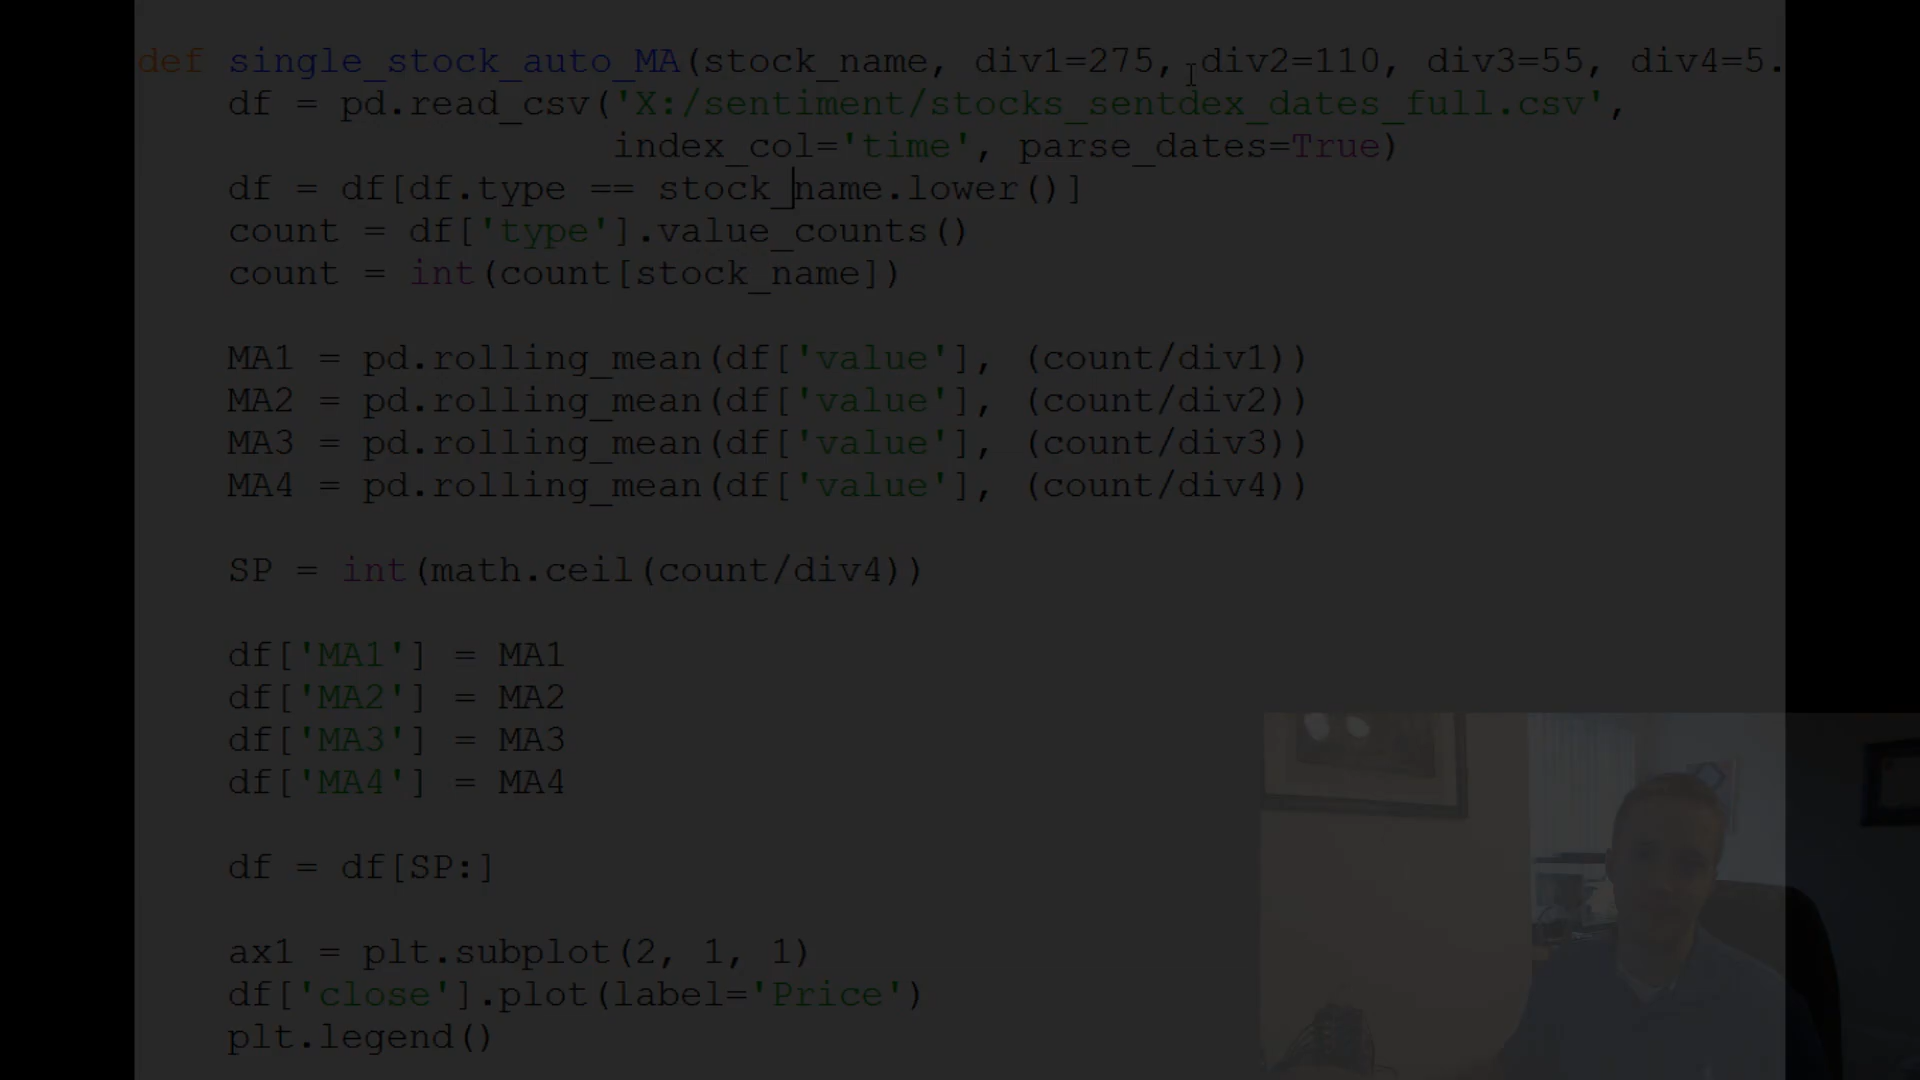 def single_stock_auto_MA(stock_name, div1=275, div2=110, div3=55, div4=5.
df = pd.read_csv('X:/sentiment/stocks_sentdex_dates_full.csv',
index_col='time', parse_dates=True)
df = df[df.type == stock_name.lower()]
count = df['type'].value_counts()
count = int(count[stock_name])
MA1 = pd.rolling_mean(df['value'], (count/div1))
MA2 = pd.rolling_mean(df['value'], (count/div2))
MA3 = pd.rolling_mean(df['value'], (count/div3))
MA4 = pd.rolling_mean(df['value'], (count/div4))
SP = int(math.ceil(count/div4))
df['MA1'] = MA1
df['MA2'] = MA2
df['MA3'] = MA3
df['MA4'] = MA4
df = df[SP:]
ax1 = plt.subplot(2, 1, 1)
df['close'].plot(label='Price')
plt.legend()